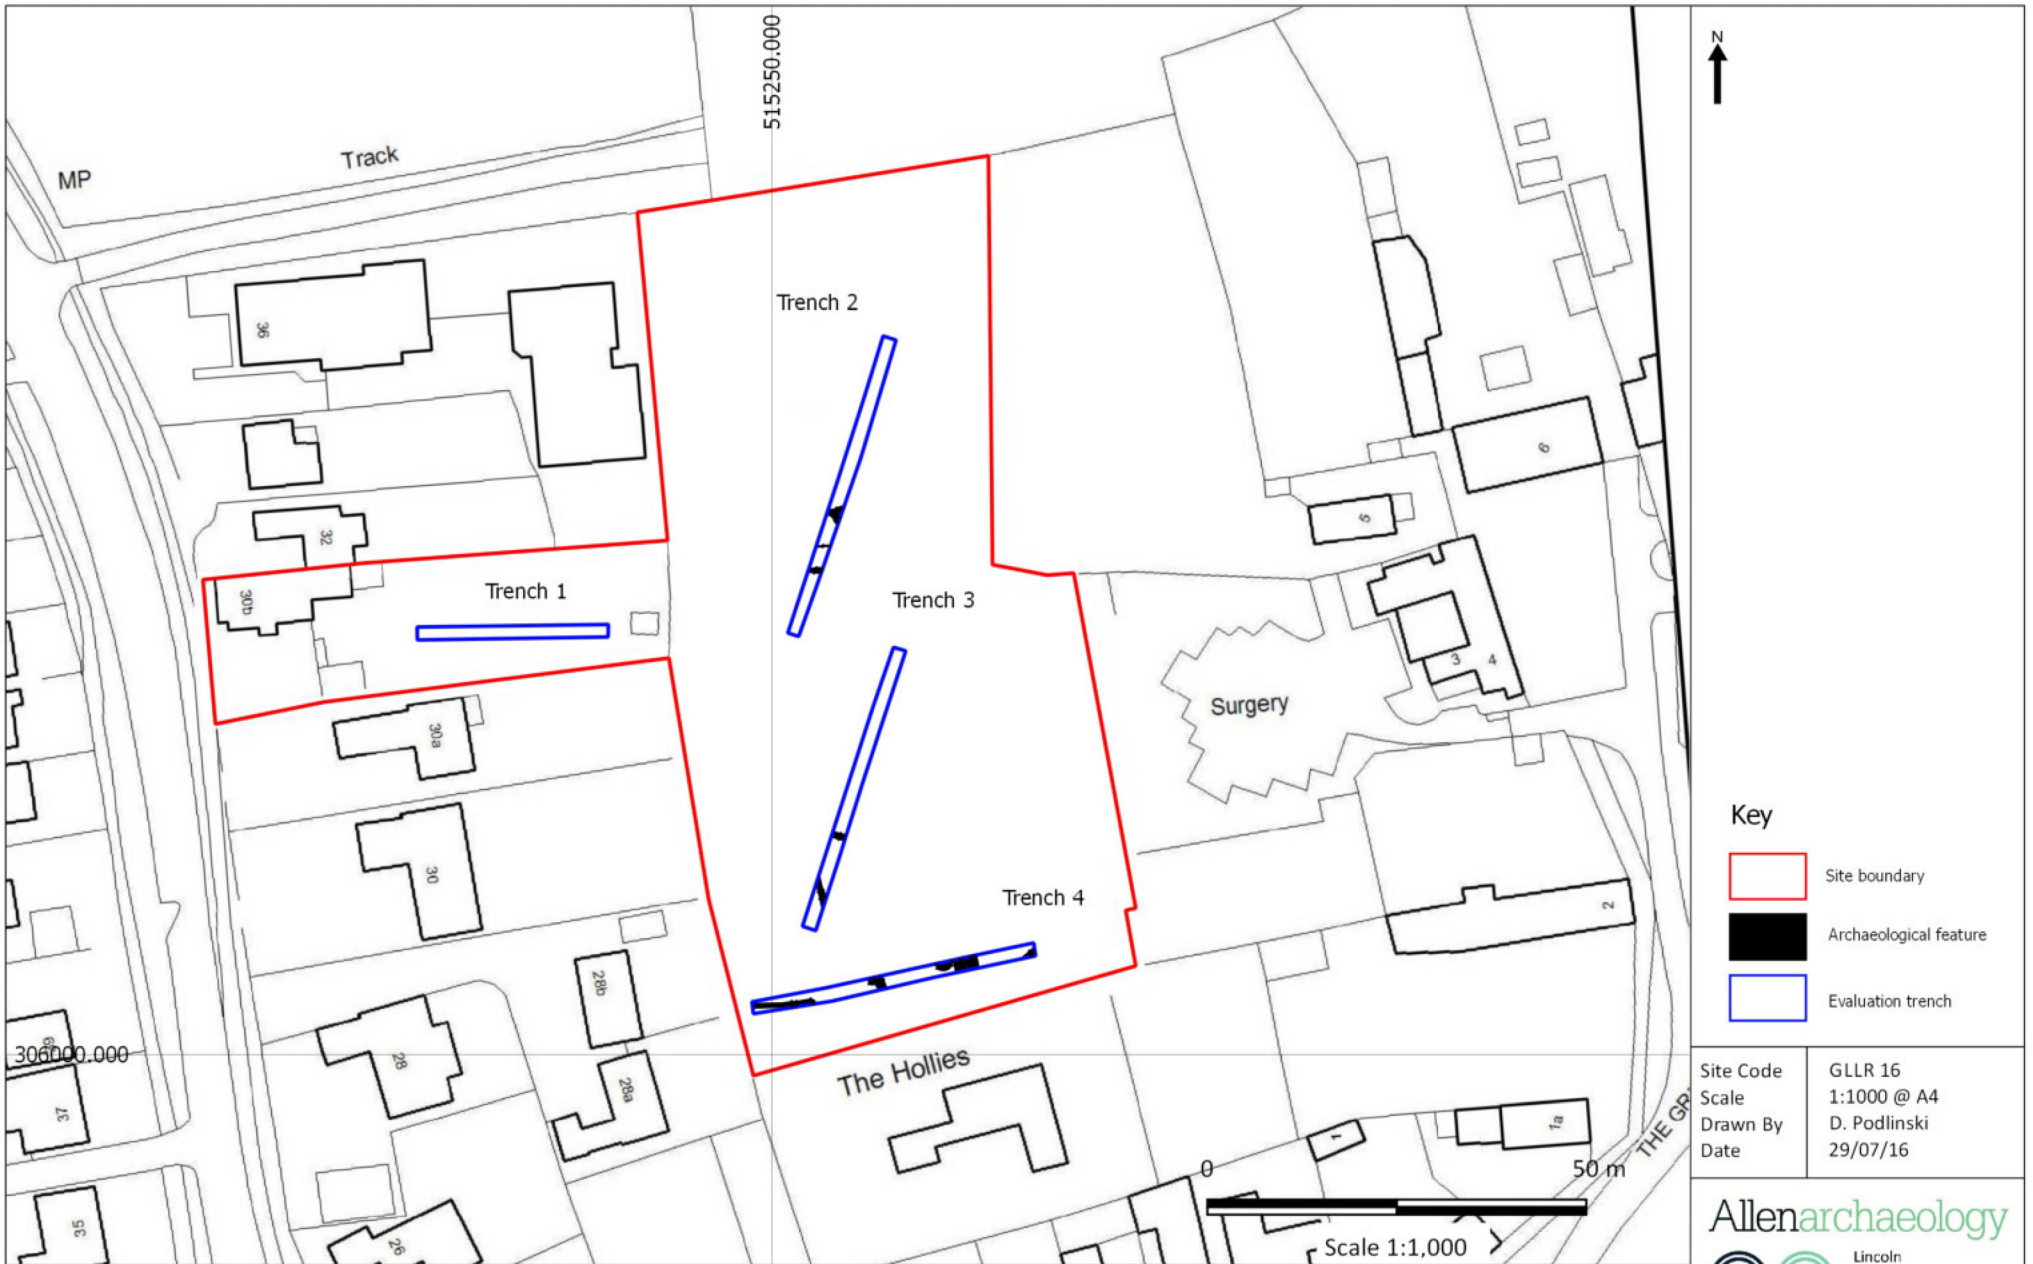 515250.000
N
MP
Track
36
Trench 2
6
5
32
30b
Trench 1
Trench 3
3
4
Surgery
30a
30
Trench 4
2
28b
306000.000
28
28a
37
The Hollies
1
1a
35
26
0
50 m
Scale 1:1,000
Key
Site boundary
Archaeological feature
Evaluation trench
Site Code GLLR 16
Scale 1:1000 @ A4
Drawn By D. Podlinski
Date 29/07/16
Allenarchaeology
Lincoln